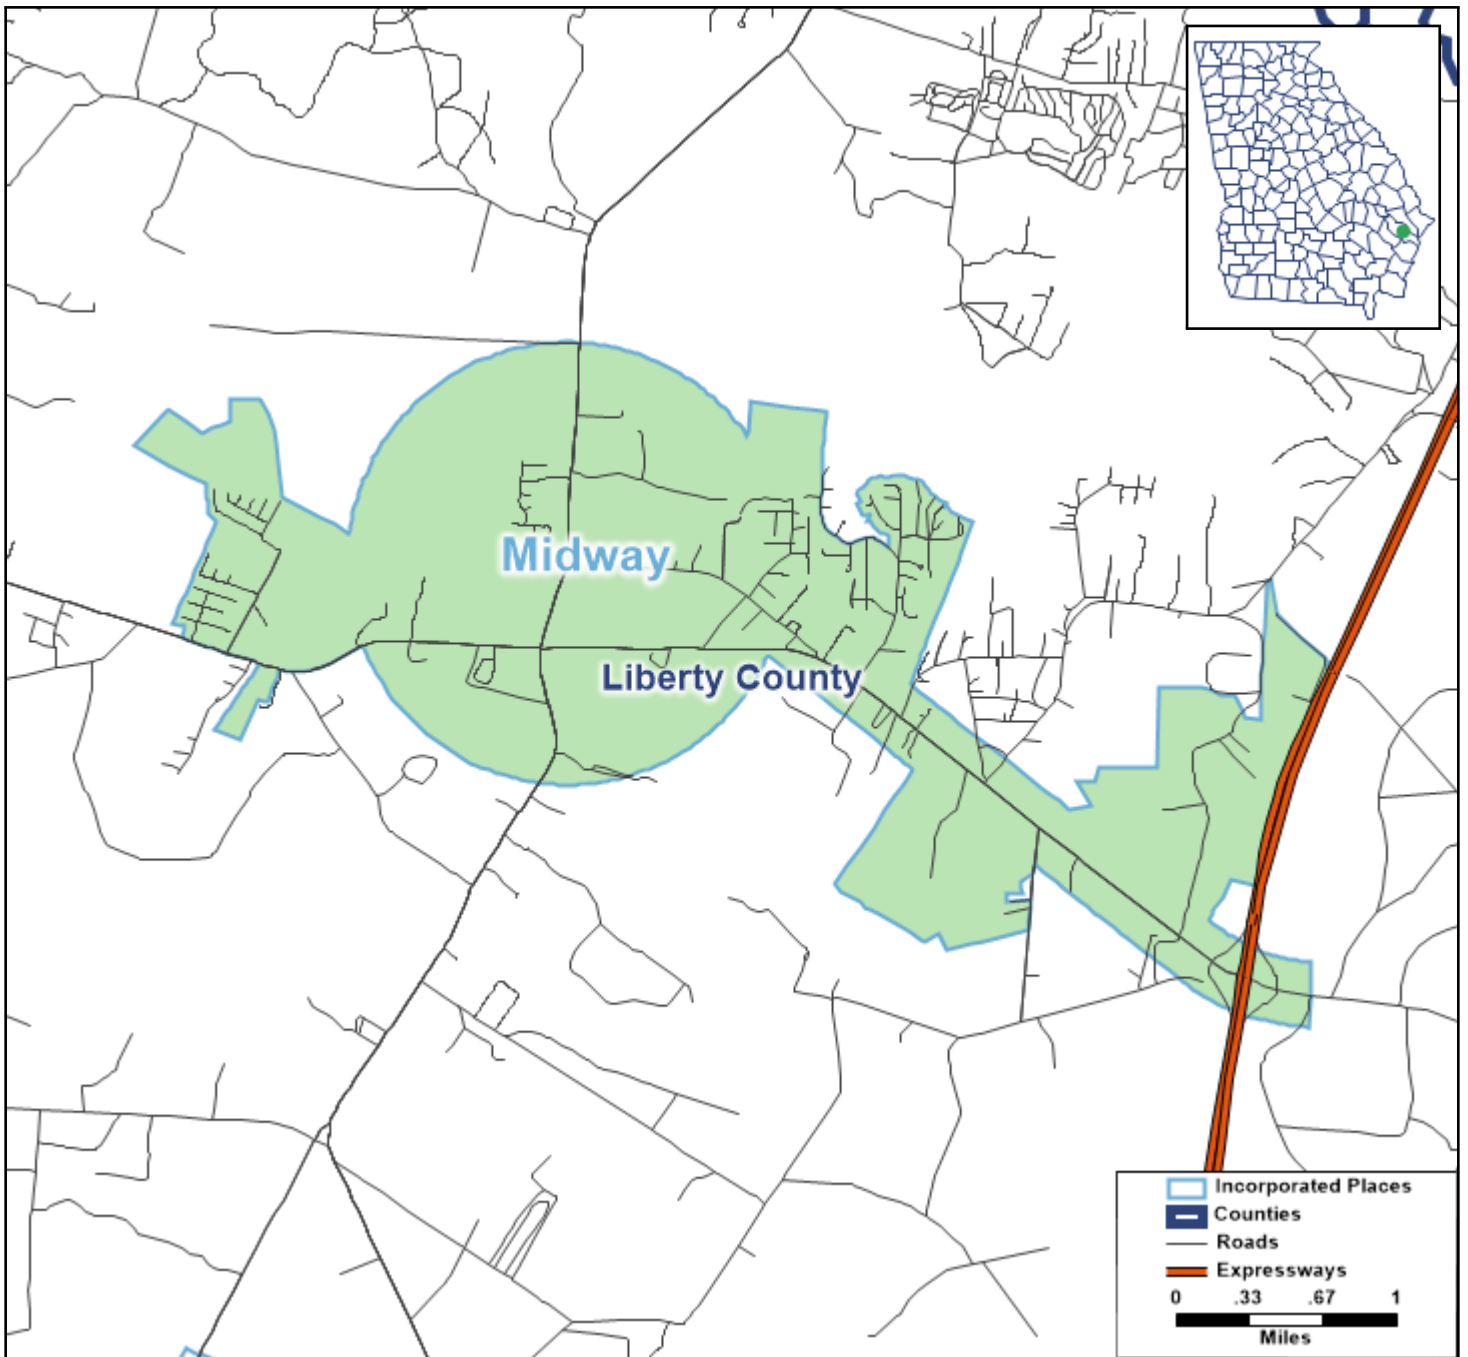 Midway
Liberty County
Incorporated Places
Counties
Roads
Expressways
0 .33 .67 1
Miles